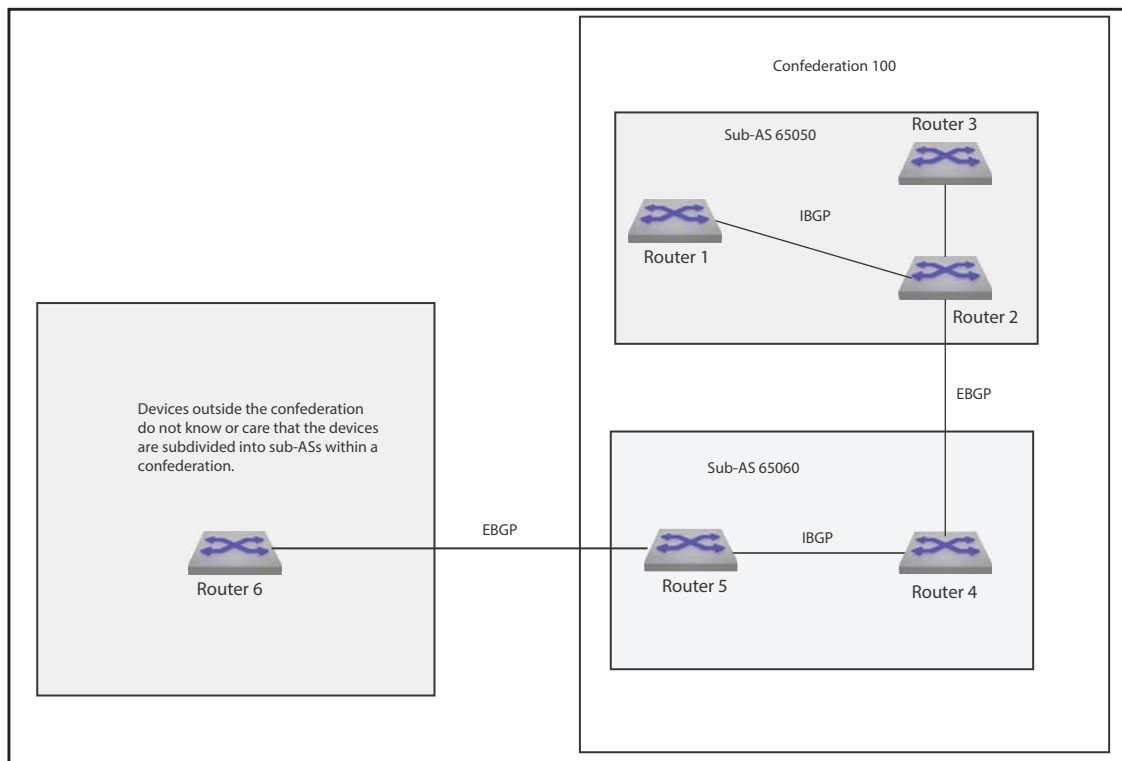 Confederation 100
Sub-AS 65050
Router 3
IBGP
Router 1
Router 2
EBGP
Devices outside the confederation
do not know or care that the devices
are subdivided into sub-ASs within a
confederation.
Sub-AS 65060
EBGP
IBGP
Router 6
Router 5
Router 4